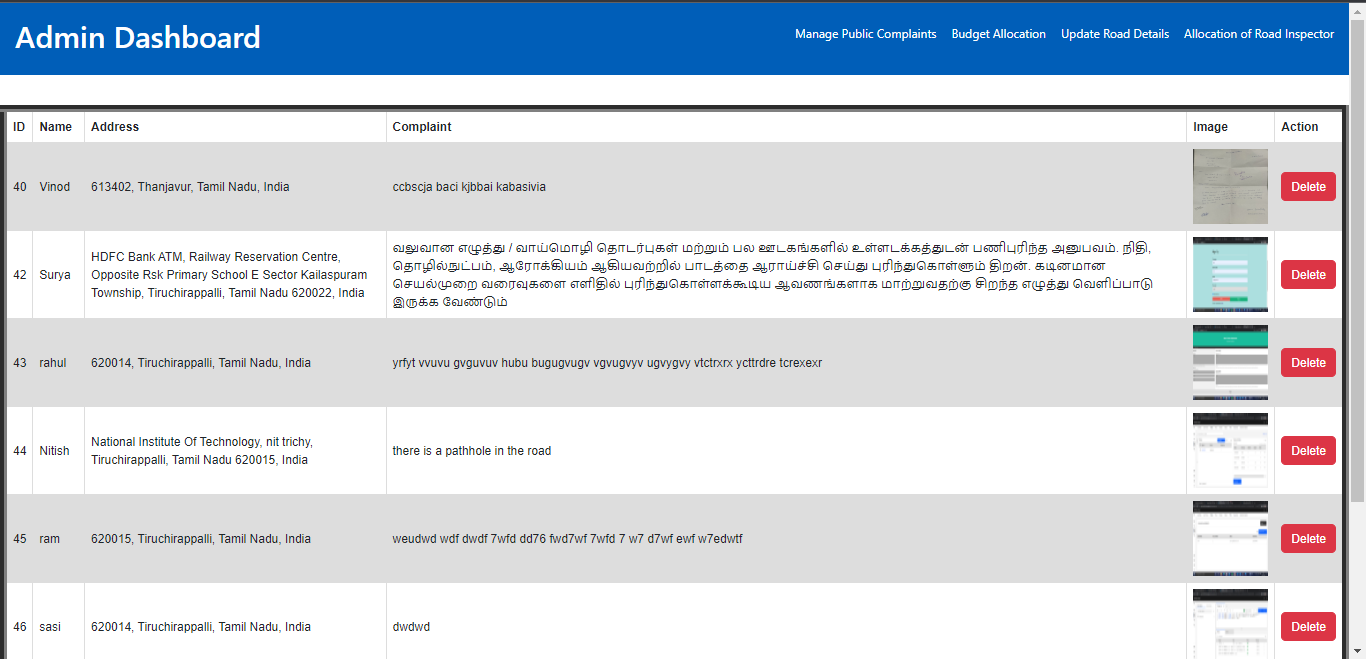 Admin Dashboard
Manage Public Complaints Budget Allocation Update Road Details Allocation of Road Inspector
ID Name Address Complaint Image Action
40 Vinod 613402, Thanjavur, Tamil Nadu, India ccbscja baci kjbbai kabasivia Delete
42 Surya
HDFC Bank ATM, Railway Reservation Centre,
Opposite Rsk Primary School E Sector Kailaspuram
Township, Tiruchirappalli, Tamil Nadu 620022, India
வலுவான எழுத்து / வாய்மொழி தொடர்புகள் மற்றும் பல ஊடகங்களில் உள்ளடக்கத்துடன் பணிபுரிந்த அனுபவம். நிதி,
தொழில்நுட்பம், ஆரோக்கியம் ஆகியவற்றில் பாடத்தை ஆராய்ச்சி செய்து புரிந்துகொள்ளும் திறன். கடினமான
செயல்முறை வரைவுகளை எளிதில் புரிந்துகொள்ளக்கூடிய ஆவணங்களாக மாற்றுவதற்கு சிறந்த எழுத்து வெளிப்பாடு
இருக்க வேண்டும்
Delete
43 rahul 620014, Tiruchirappalli, Tamil Nadu, India yrfyt vvuvu gvguvuv hubu bugugvugv vgvugyvv ugvygvy vtctrxrx ycttrdre tcrexexr Delete
44 Nitish
National Institute Of Technology, nit trichy,
Tiruchirappalli, Tamil Nadu 620015, India
there is a pathhole in the road
Delete
45 ram 620015, Tiruchirappalli, Tamil Nadu, India weudwd wdf dwdf 7wfd dd76 fwd7wf 7wfd 7 w7 d7wf ewf w7edwtf Delete
46 sasi 620014, Tiruchirappalli, Tamil Nadu, India dwdwd Delete